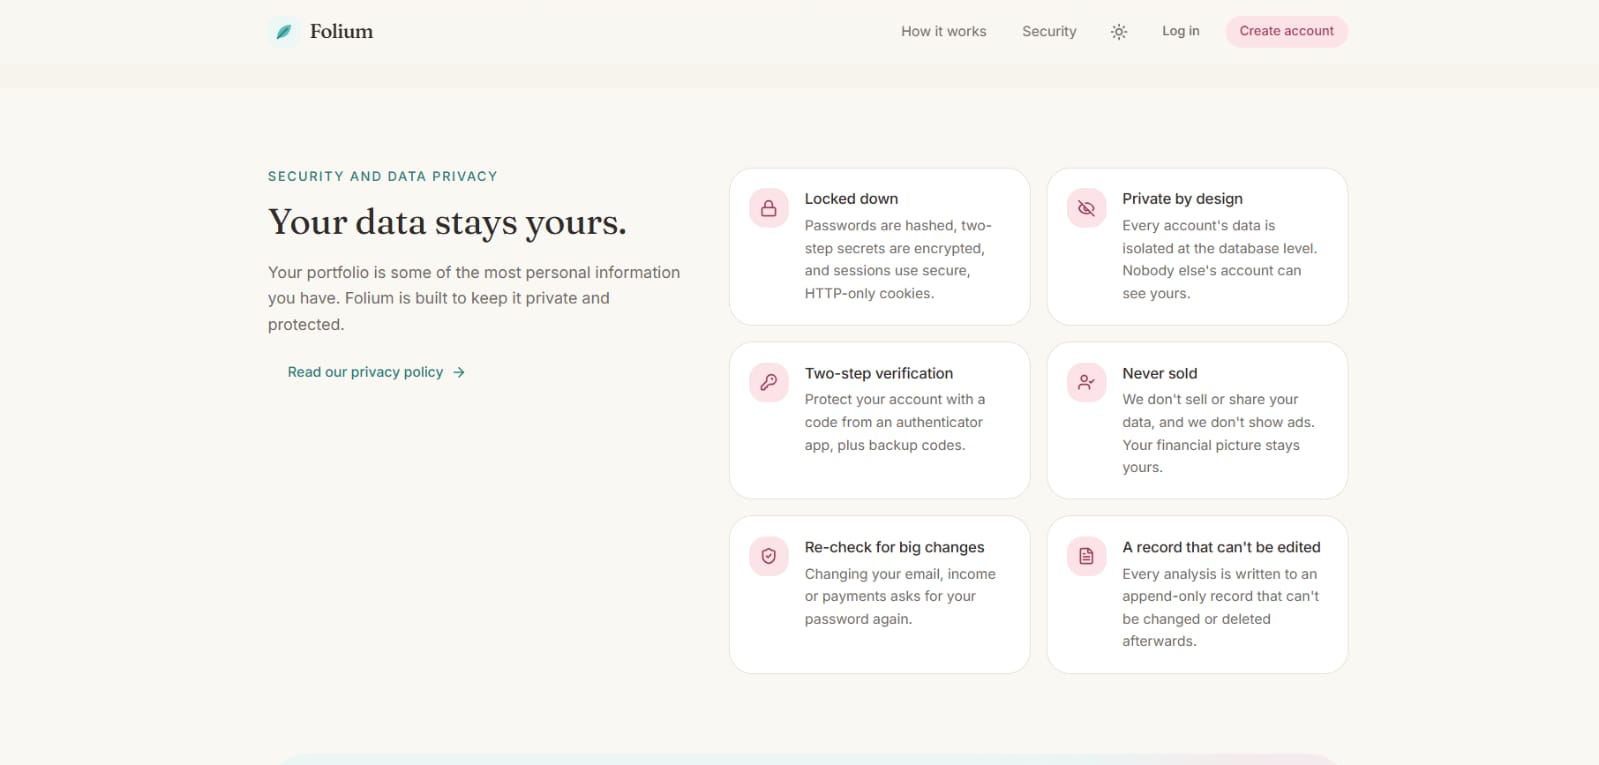 Folium
How it works
Security
Log in
Create account
SECURITY AND DATA PRIVACY
Your data stays yours.
Your portfolio is some of the most personal information
you have. Folium is built to keep it private and
protected.
Read our privacy policy →
Locked down
Passwords are hashed, two-
step secrets are encrypted,
and sessions use secure,
HTTP-only cookies.
Private by design
Every account's data is
isolated at the database level.
Nobody else's account can
see yours.
Two-step verification
Protect your account with a
code from an authenticator
app, plus backup codes.
Never sold
We don't sell or share your
data, and we don't show ads.
Your financial picture stays
yours.
Re-check for big changes
Changing your email, income
or payments asks for your
password again.
A record that can't be edited
Every analysis is written to an
append-only record that can't
be changed or deleted
afterwards.